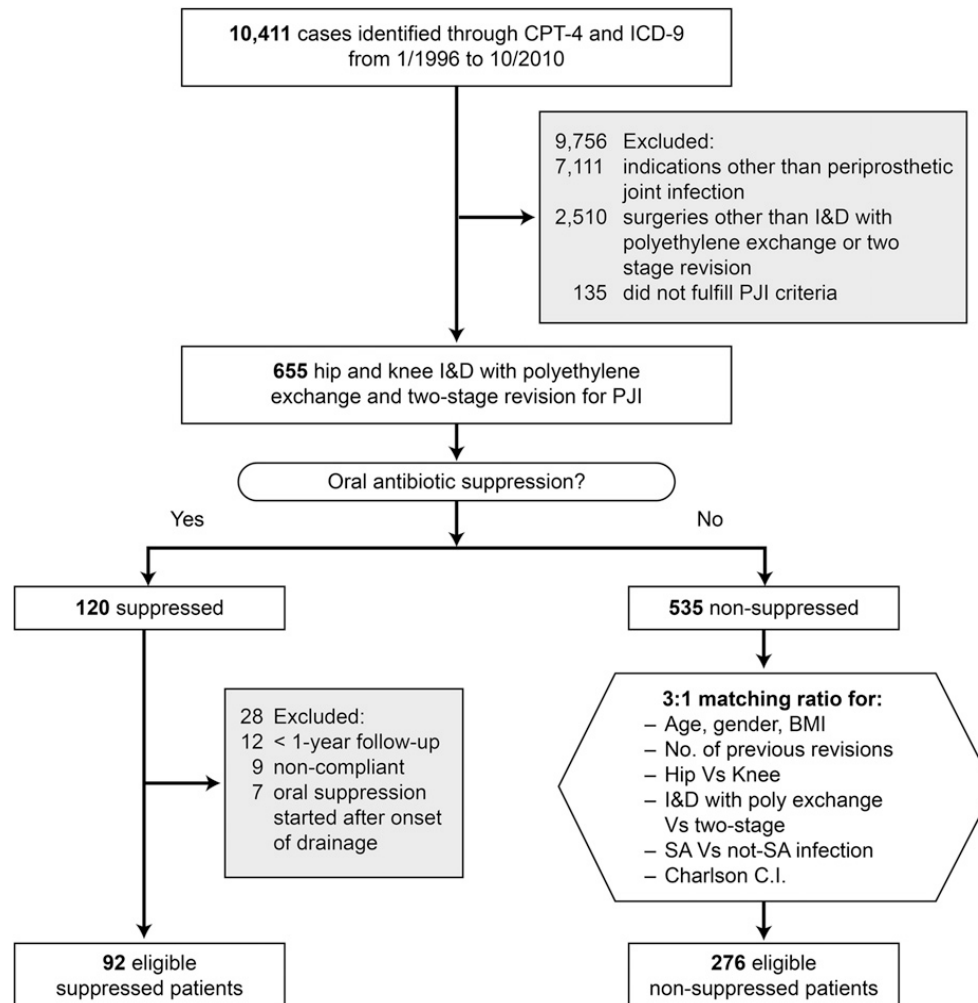 10,411 cases identified through CPT-4 and ICD-9
from 1/1996 to 10/2010
9,756 Excluded:
7,111 indications other than periprosthetic
joint infection
2,510 surgeries other than I&D with
polyethylene exchange or two
stage revision
135 did not fulfill PJI criteria
655 hip and knee I&D with polyethylene
exchange and two-stage revision for PJI
Oral antibiotic suppression?
Yes
No
120 suppressed
535 non-suppressed
28 Excluded:
12 < 1-year follow-up
9 non-compliant
7 oral suppression
started after onset
of drainage
3:1 matching ratio for:
– Age, gender, BMI
– No. of previous revisions
– Hip Vs Knee
– I&D with poly exchange
Vs two-stage
– SA Vs not-SA infection
– Charlson C.I.
92 eligible
suppressed patients
276 eligible
non-suppressed patients